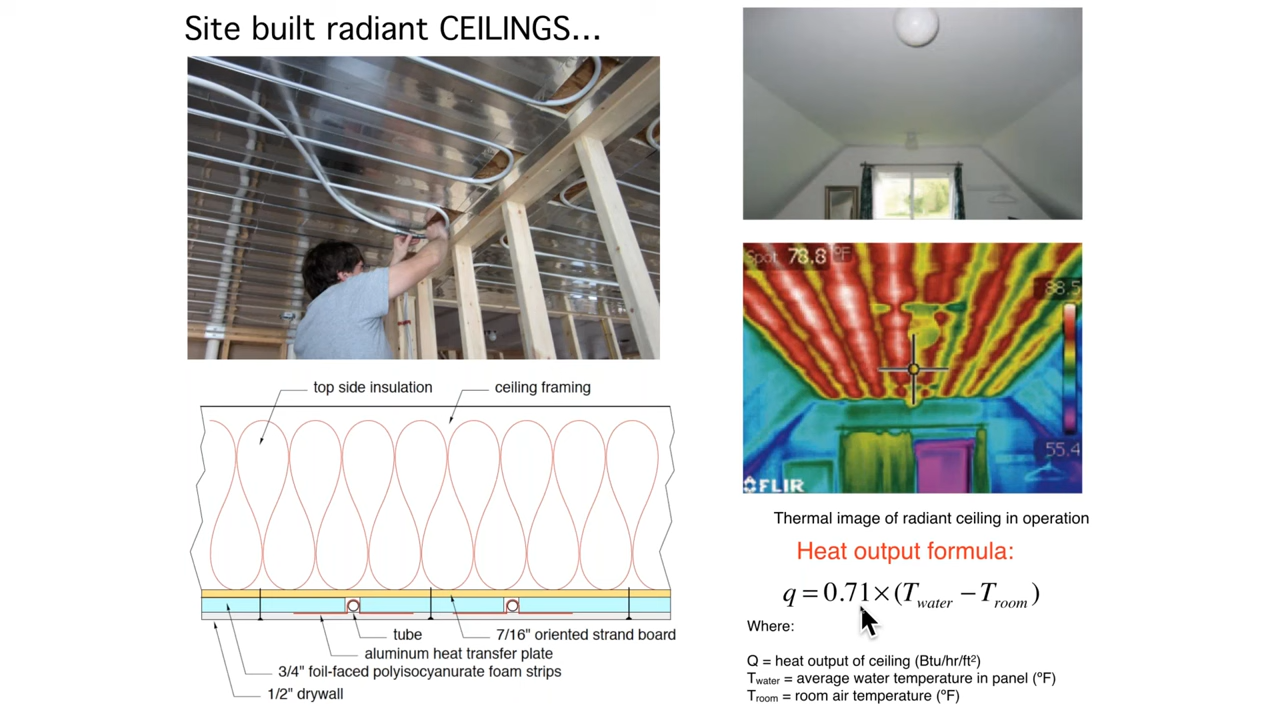 Site built radiant CEILINGS...
top side insulation
ceiling framing
tube
7/16" oriented strand board
aluminum heat transfer plate
3/4" foil-faced polyisocyanurate foam strips
1/2" drywall
Spot 78.8 °F
88.5
55.4
FLIR
Thermal image of radiant ceiling in operation
Heat output formula:
q = 0.71 × (Twater − Troom)
Where:
Q = heat output of ceiling (Btu/hr/ft²)
Twater = average water temperature in panel (ºF)
Troom = room air temperature (ºF)